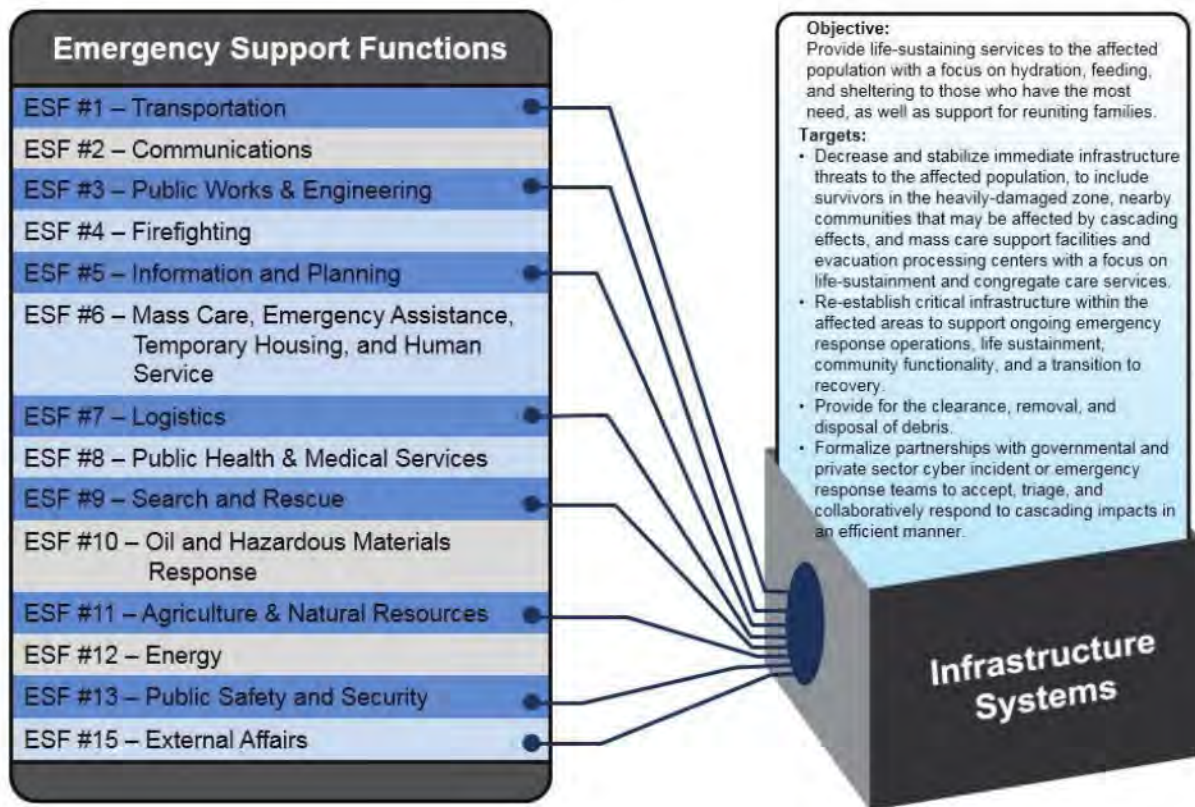 Emergency Support Functions
ESF #1 – Transportation
ESF #2 – Communications
ESF #3 – Public Works & Engineering
ESF #4 – Firefighting
ESF #5 – Information and Planning
ESF #6 – Mass Care, Emergency Assistance,
Temporary Housing, and Human
Service
ESF #7 – Logistics
ESF #8 – Public Health & Medical Services
ESF #9 – Search and Rescue
ESF #10 – Oil and Hazardous Materials
Response
ESF #11 – Agriculture & Natural Resources
ESF #12 – Energy
ESF #13 – Public Safety and Security
ESF #15 – External Affairs
Objective:
Provide life-sustaining services to the affected
population with a focus on hydration, feeding,
and sheltering to those who have the most
need, as well as support for reuniting families.
Targets:
• Decrease and stabilize immediate infrastructure
threats to the affected population, to include
survivors in the heavily-damaged zone, nearby
communities that may be affected by cascading
effects, and mass care support facilities and
evacuation processing centers with a focus on
life-sustainment and congregate care services.
• Re-establish critical infrastructure within the
affected areas to support ongoing emergency
response operations, life sustainment,
community functionality, and a transition to
recovery.
• Provide for the clearance, removal, and
disposal of debris.
• Formalize partnerships with governmental and
private sector cyber incident or emergency
response teams to accept, triage, and
collaboratively respond to cascading impacts in
an efficient manner.
Infrastructure
Systems